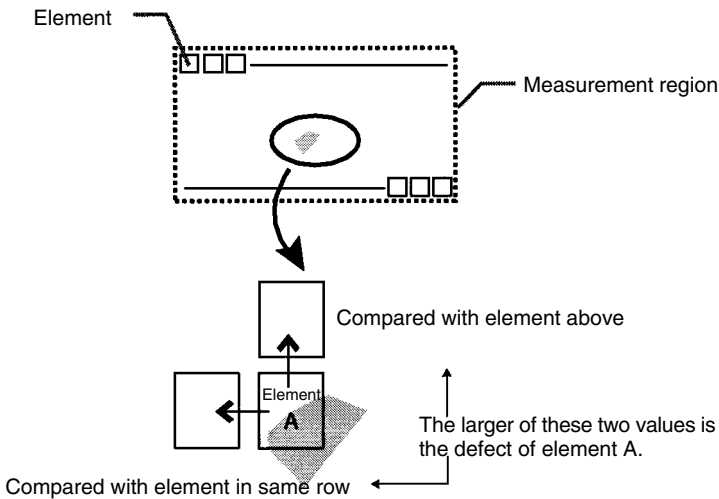 Element
Measurement region
Compared with element above
Element
A
The larger of these two values is
the defect of element A.
Compared with element in same row